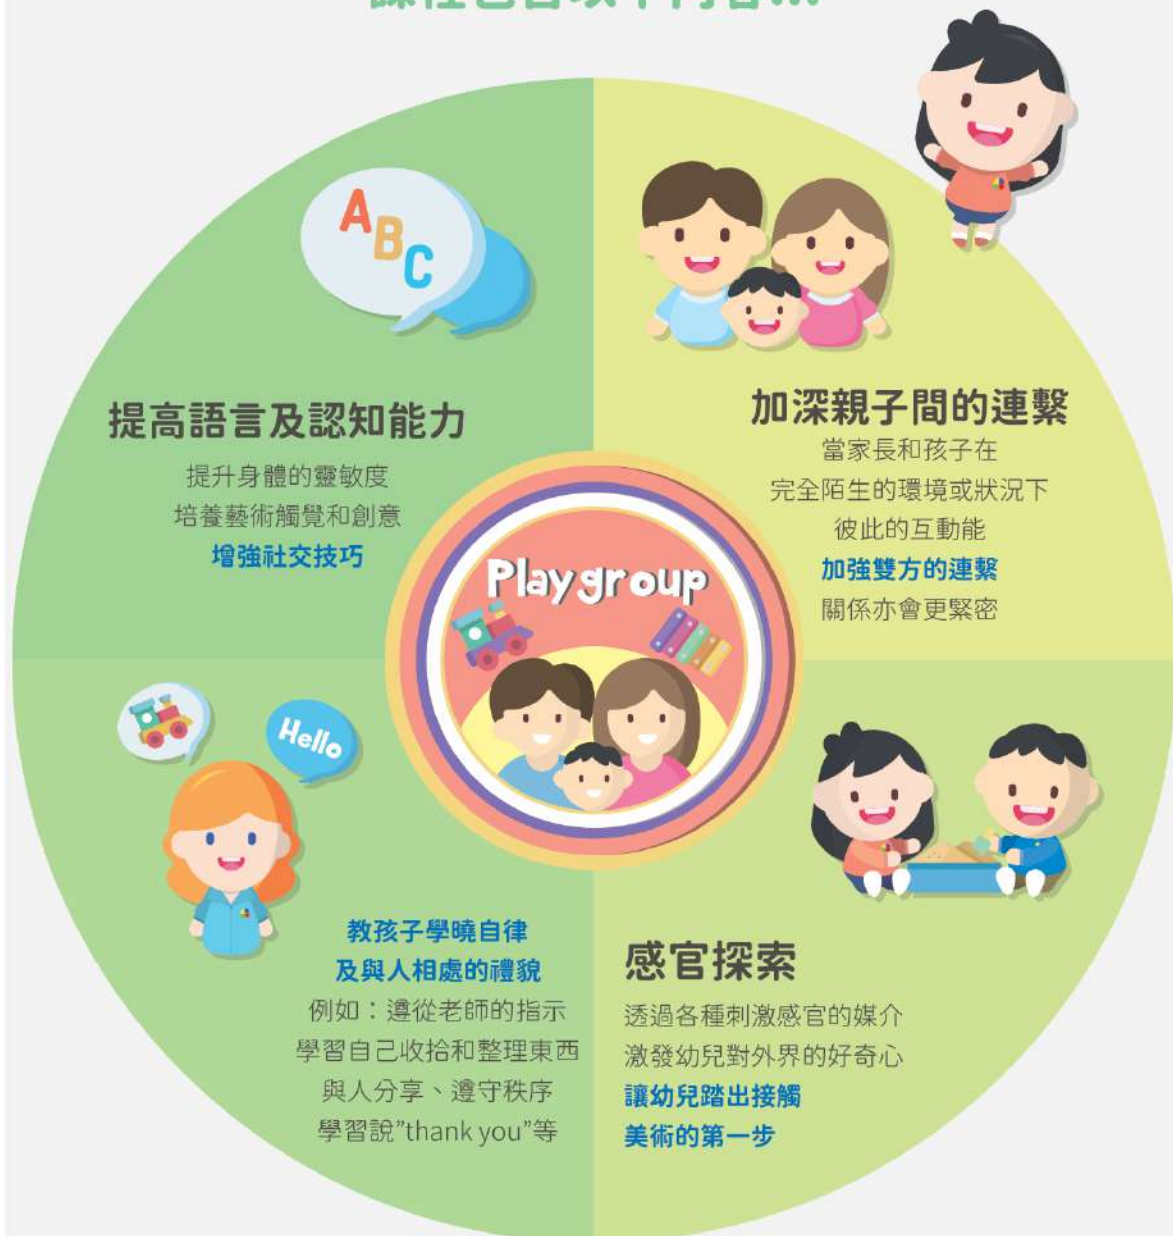 課程包含以下內容...
A
B
C
提高語言及認知能力
提升身體的靈敏度
培養藝術觸覺和創意
增強社交技巧
加深親子間的連繫
當家長和孩子在
完全陌生的環境或狀況下
彼此的互動能
加強雙方的連繫
關係亦會更緊密
Playgroup
Hello
教孩子學曉自律
及與人相處的禮貌
例如：遵從老師的指示
學習自己收拾和整理東西
與人分享、遵守秩序
學習說”thank you”等
感官探索
透過各種刺激感官的媒介
激發幼兒對外界的好奇心
讓幼兒踏出接觸
美術的第一步